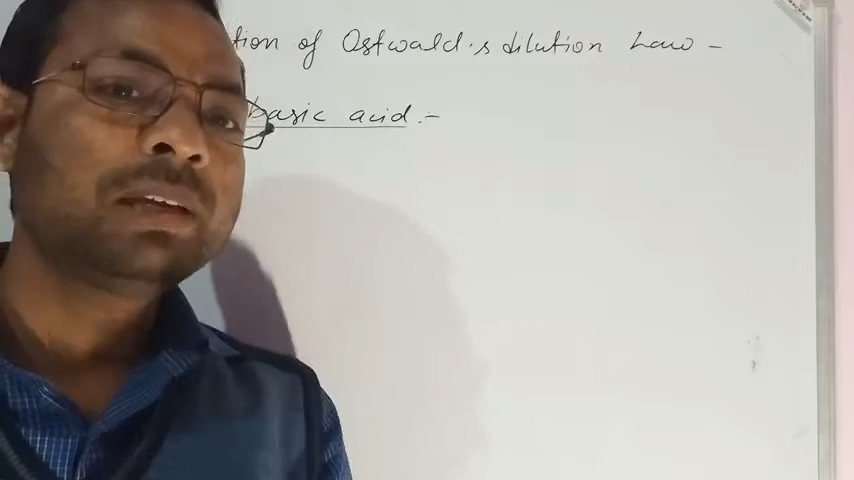 tion of Ostwald's dilution Law -
basic acid :-